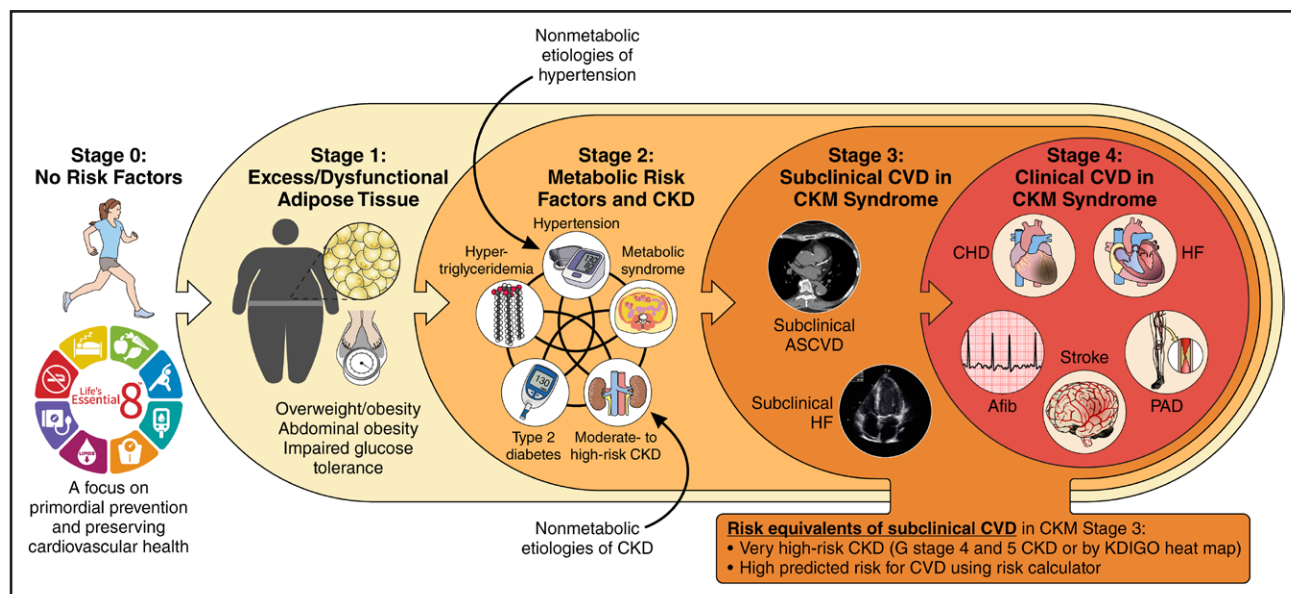 Nonmetabolic
etiologies of
hypertension
Stage 0:
No Risk Factors
Life's
Essential
8
LIPIDS
A focus on
primordial prevention
and preserving
cardiovascular health
Stage 1:
Excess/Dysfunctional
Adipose Tissue
Overweight/obesity
Abdominal obesity
Impaired glucose
tolerance
Stage 2:
Metabolic Risk
Factors and CKD
Hypertension
Hyper-
triglyceridemia
Metabolic
syndrome
130
Type 2
diabetes
Moderate- to
high-risk CKD
Nonmetabolic
etiologies of CKD
Stage 3:
Subclinical CVD in
CKM Syndrome
Subclinical
ASCVD
Subclinical
HF
Stage 4:
Clinical CVD in
CKM Syndrome
CHD
HF
Afib
Stroke
PAD
Risk equivalents of subclinical CVD in CKM Stage 3:
• Very high-risk CKD (G stage 4 and 5 CKD or by KDIGO heat map)
• High predicted risk for CVD using risk calculator